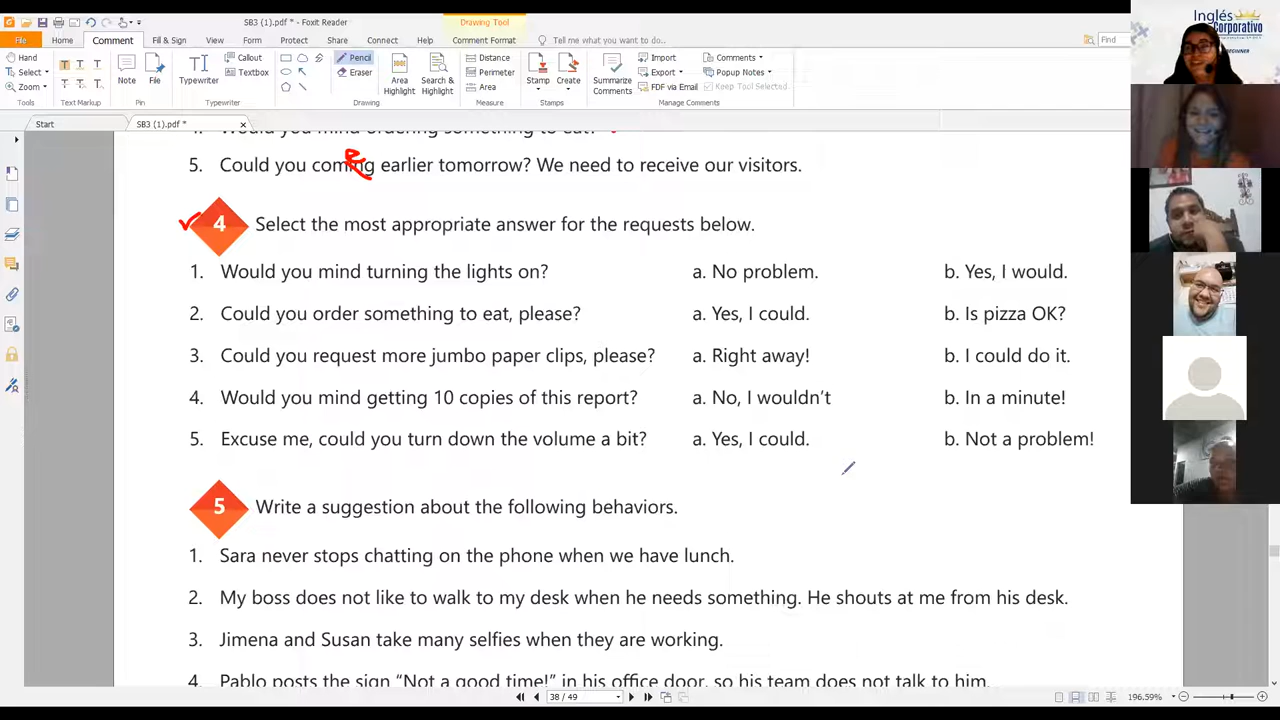 SB3 (1).pdf * - Foxit Reader
Drawing Tool
File Home Comment Fill & Sign View Form Protect Share Connect Help Comment Format Tell me what you want to do... Find
Hand Select Zoom Tools
Text Markup
Note File Pin
Typewriter Callout Textbox Typewriter
Pencil Eraser Drawing
Area Highlight Search & Highlight
Distance Perimeter Area Measure
Stamp Create Stamps
Summarize Comments Import Export FDF via Email Comments Popup Notes Keep Tool Selected Manage Comments
Start SB3 (1).pdf *
Would you mind ordering something to eat?
5. Could you coming earlier tomorrow? We need to receive our visitors.
4 Select the most appropriate answer for the requests below.
1. Would you mind turning the lights on? a. No problem. b. Yes, I would.
2. Could you order something to eat, please? a. Yes, I could. b. Is pizza OK?
3. Could you request more jumbo paper clips, please? a. Right away! b. I could do it.
4. Would you mind getting 10 copies of this report? a. No, I wouldn't b. In a minute!
5. Excuse me, could you turn down the volume a bit? a. Yes, I could. b. Not a problem!
5 Write a suggestion about the following behaviors.
1. Sara never stops chatting on the phone when we have lunch.
2. My boss does not like to walk to my desk when he needs something. He shouts at me from his desk.
3. Jimena and Susan take many selfies when they are working.
4. Pablo posts the sign "Not a good time!" in his office door, so his team does not talk to him.
38 / 49
196.59%
Inglés
Corporativo